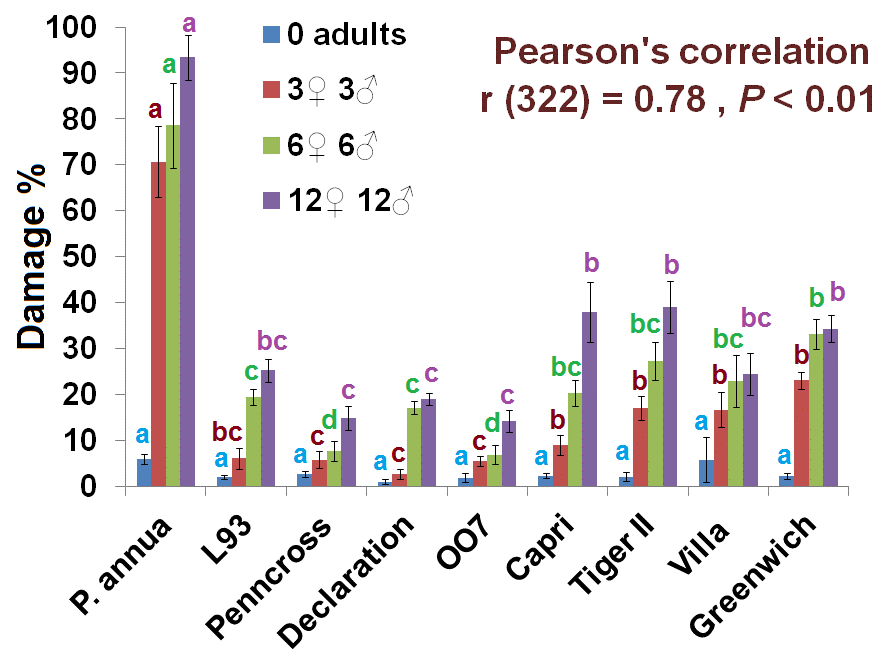 Damage %
100
90
80
70
60
50
40
30
20
10
0
0 adults
3♀ 3♂
6♀ 6♂
12♀ 12♂
Pearson's correlation
r (322) = 0.78 , P < 0.01
a a a a
a bc c bc
a c d c
a c c c
a c d c
a b bc b
a b bc b
a b bc bc
a b b b
P. annua
L93
Penncross
Declaration
OO7
Capri
Tiger II
Villa
Greenwich